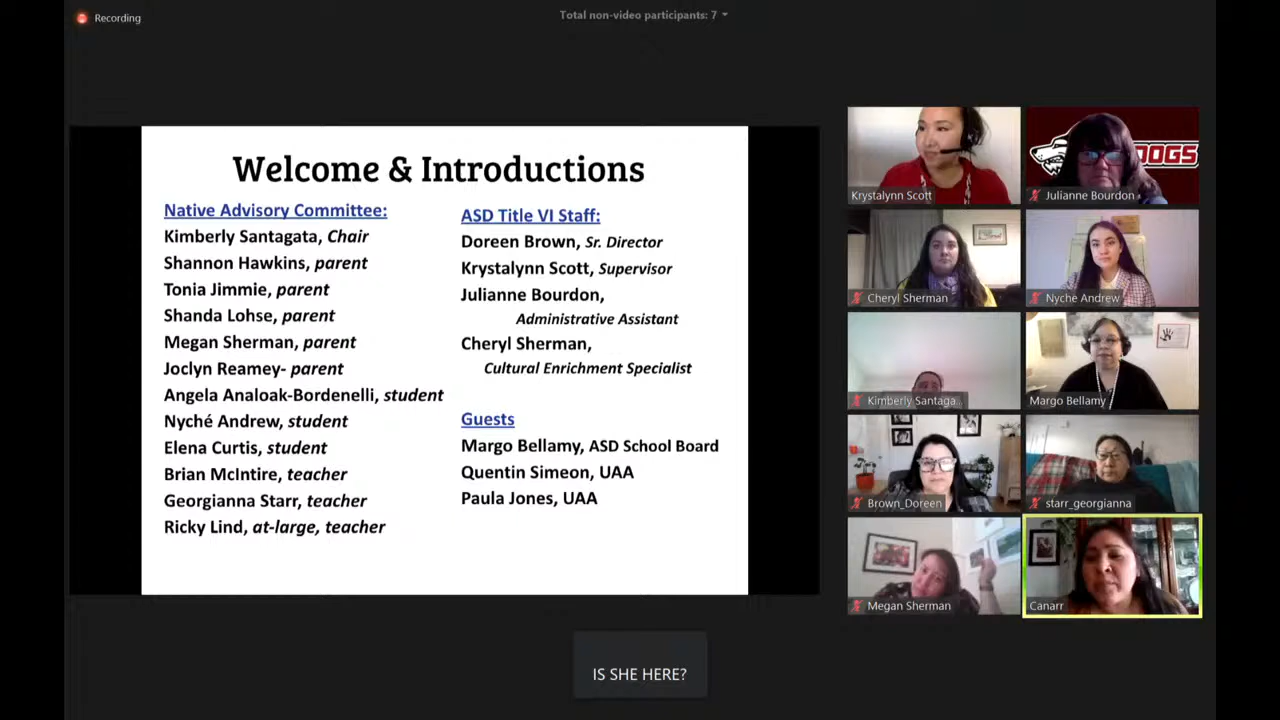 Recording
Total non-video participants: 7
Welcome & Introductions
Native Advisory Committee:
Kimberly Santagata, Chair
Shannon Hawkins, parent
Tonia Jimmie, parent
Shanda Lohse, parent
Megan Sherman, parent
Joclyn Reamey- parent
Angela Analoak-Bordenelli, student
Nyché Andrew, student
Elena Curtis, student
Brian McIntire, teacher
Georgianna Starr, teacher
Ricky Lind, at-large, teacher
ASD Title VI Staff:
Doreen Brown, Sr. Director
Krystalynn Scott, Supervisor
Julianne Bourdon,
Administrative Assistant
Cheryl Sherman,
Cultural Enrichment Specialist
Guests
Margo Bellamy, ASD School Board
Quentin Simeon, UAA
Paula Jones, UAA
Krystalynn Scott
DOGS
Julianne Bourdon
Cheryl Sherman
Nyche Andrew
Kimberly Santaga...
Margo Bellamy
Brown_Doreen
starr_georgianna
Megan Sherman
Canarr
IS SHE HERE?